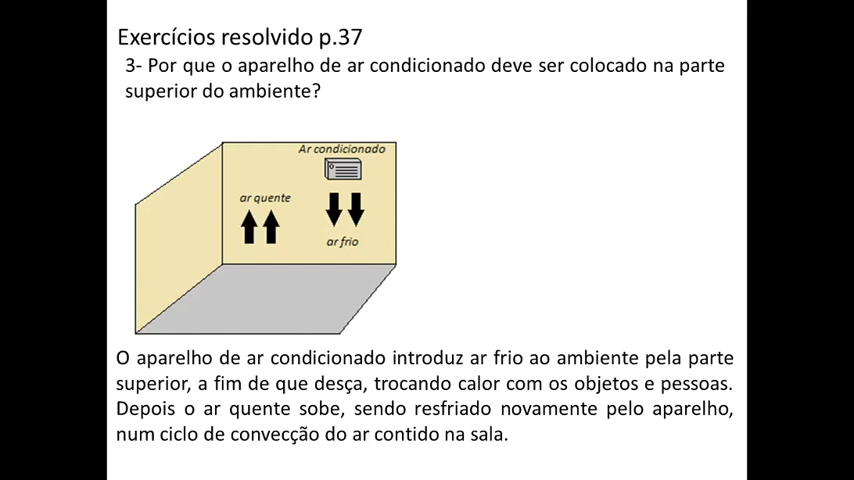 Exercícios resolvido p.37
3- Por que o aparelho de ar condicionado deve ser colocado na parte
superior do ambiente?
Ar condicionado
ar quente
ar frio
O aparelho de ar condicionado introduz ar frio ao ambiente pela parte
superior, a fim de que desça, trocando calor com os objetos e pessoas.
Depois o ar quente sobe, sendo resfriado novamente pelo aparelho,
num ciclo de convecção do ar contido na sala.